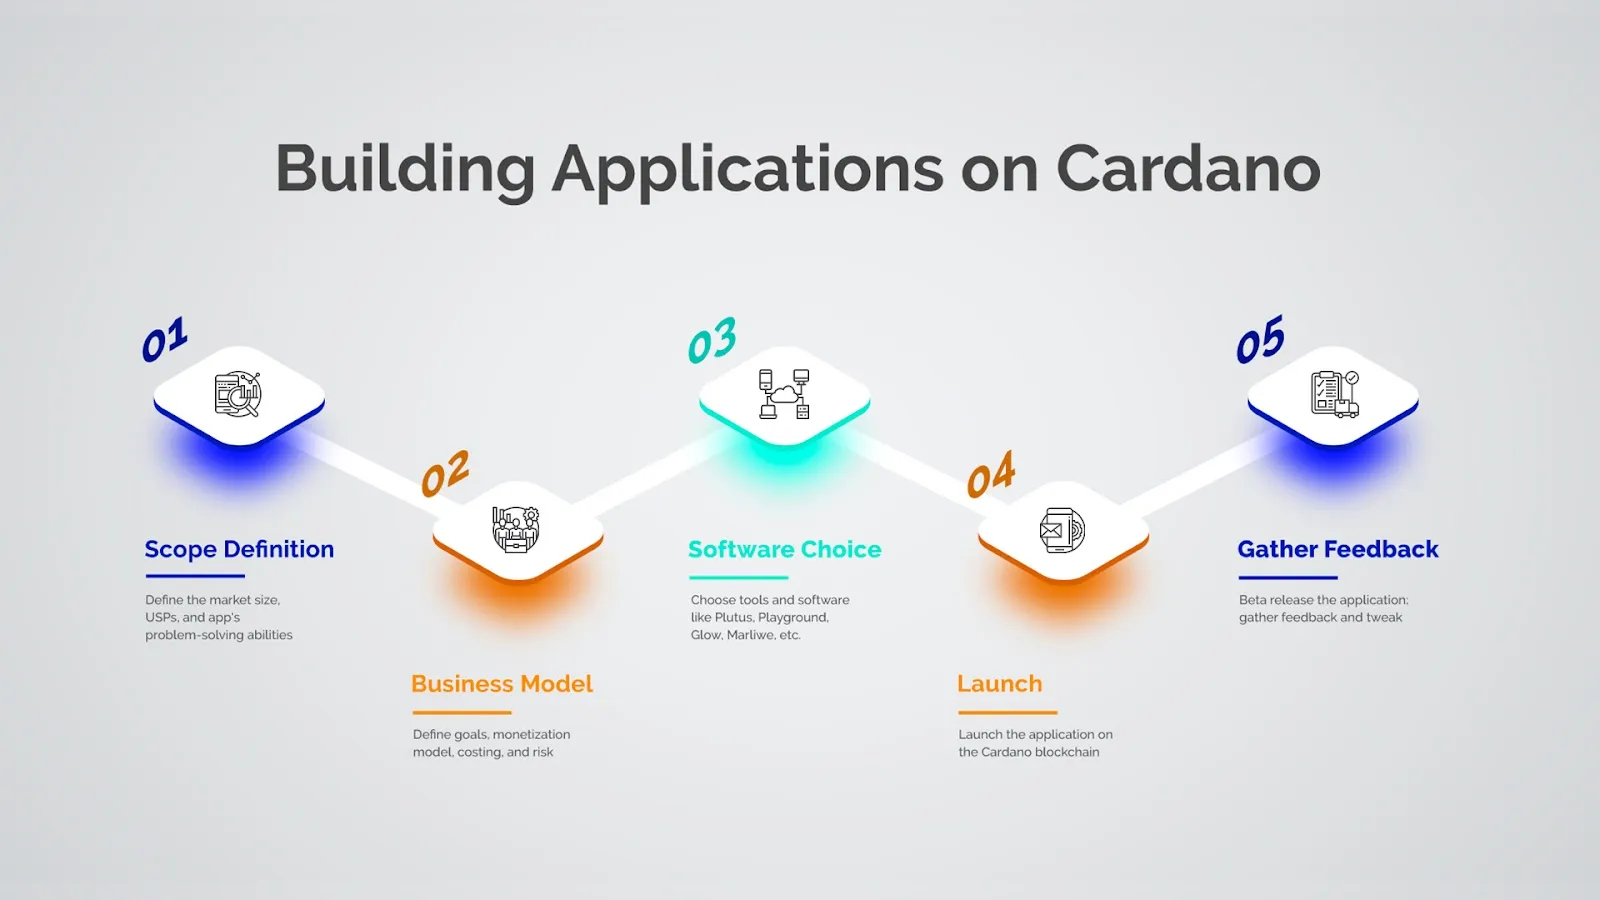 Building Applications on Cardano
01
Scope Definition
Define the market size,
USPs, and app's
problem-solving abilities
02
Business Model
Define goals, monetization
model, costing, and risk
03
Software Choice
Choose tools and software
like Plutus, Playground,
Glow, Marliwe, etc.
04
Launch
Launch the application on
the Cardano blockchain
05
Gather Feedback
Beta release the application;
gather feedback and tweak